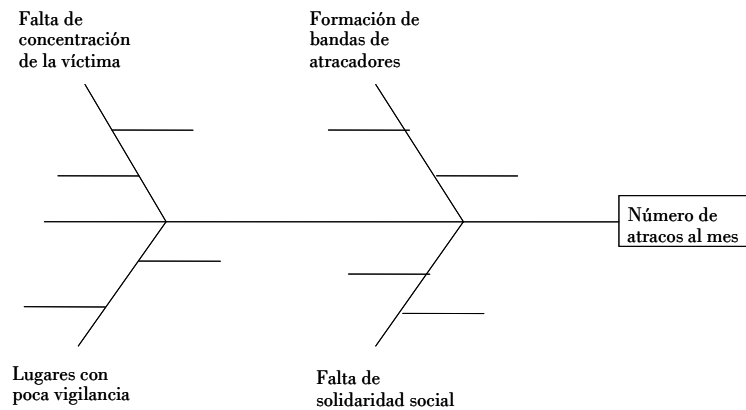 Falta de
concentración
de la víctima
Formación de
bandas de
atracadores
Número de
atracos al mes
Lugares con
poca vigilancia
Falta de
solidaridad social